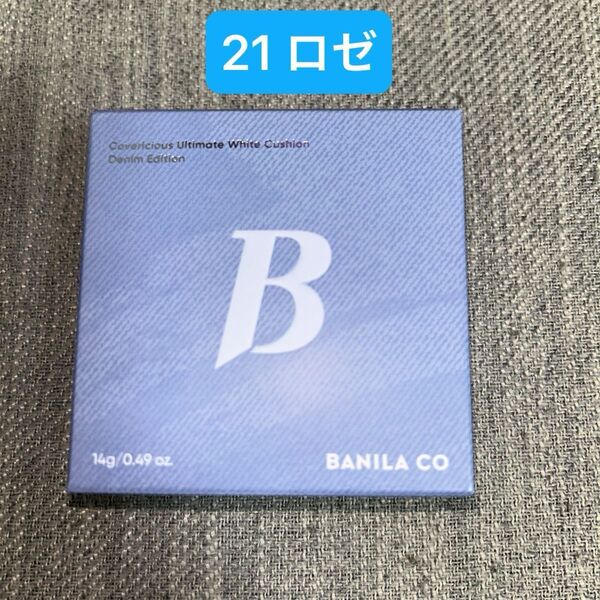 21 ロゼ
Covericious Ultimate White Cushion
Denim Edition
B
14g/0.49 oz.
BANILA CO